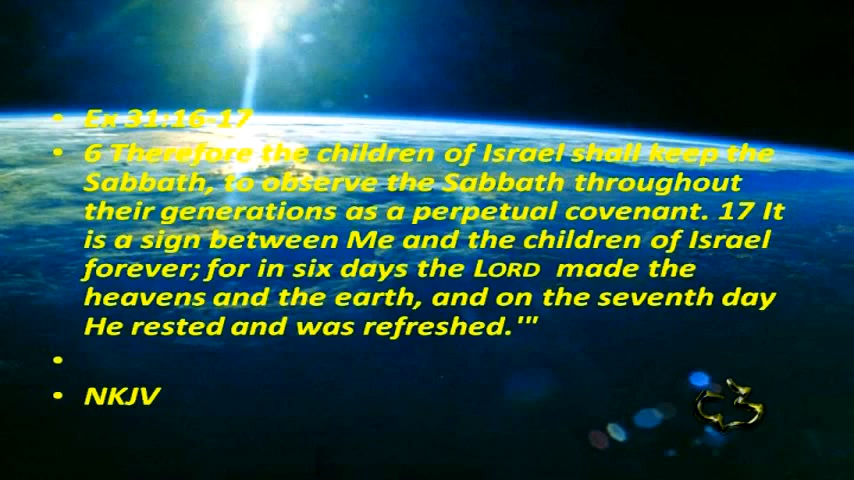 • Ex 31:16-17
• 6 Therefore the children of Israel shall keep the
Sabbath, to observe the Sabbath throughout
their generations as a perpetual covenant. 17 It
is a sign between Me and the children of Israel
forever; for in six days the LORD made the
heavens and the earth, and on the seventh day
He rested and was refreshed.'"
•
• NKJV
C3